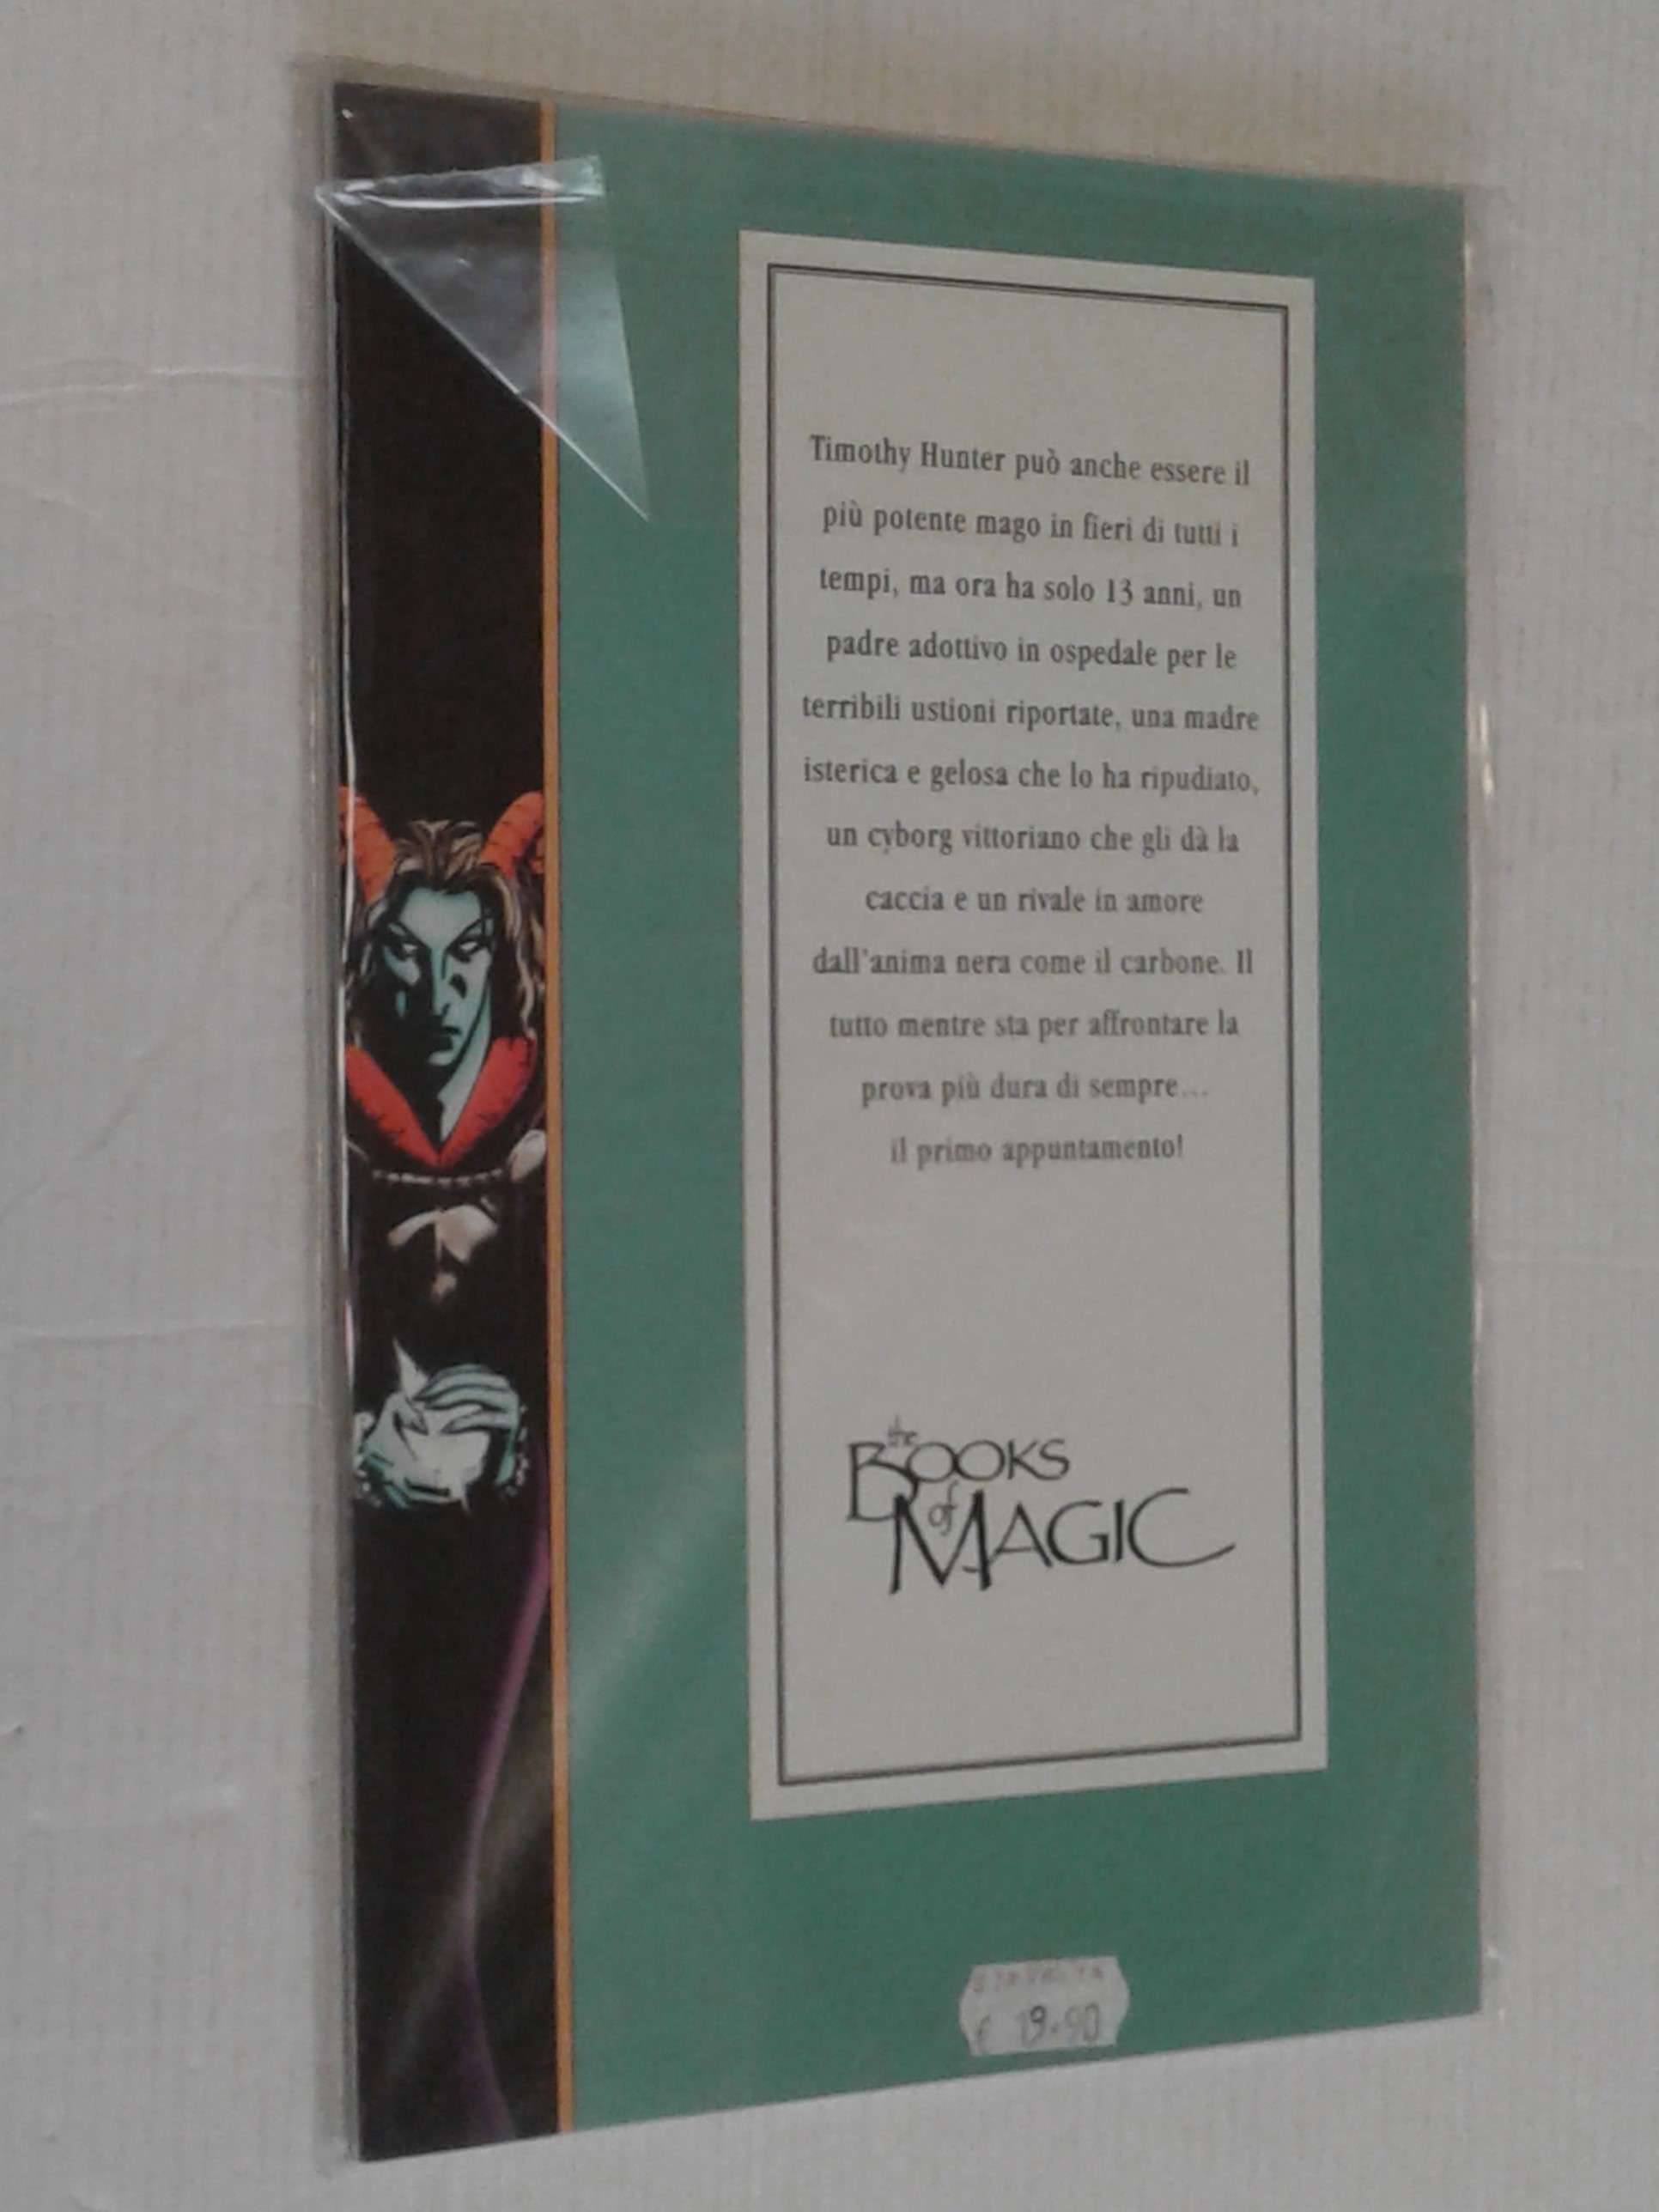 Timothy Hunter può anche essere il
più potente mago in fieri di tutti i
tempi, ma ora ha solo 13 anni, un
padre adottivo in ospedale per le
terribili ustioni riportate, una madre
isterica e gelosa che lo ha ripudiato,
un cyborg vittoriano che gli dà la
caccia e un rivale in amore
dall'anima nera come il carbone. Il
tutto mentre sta per affrontare la
prova più dura di sempre...
il primo appuntamento!
the
BOOKS
of
MAGIC
€ 19.90